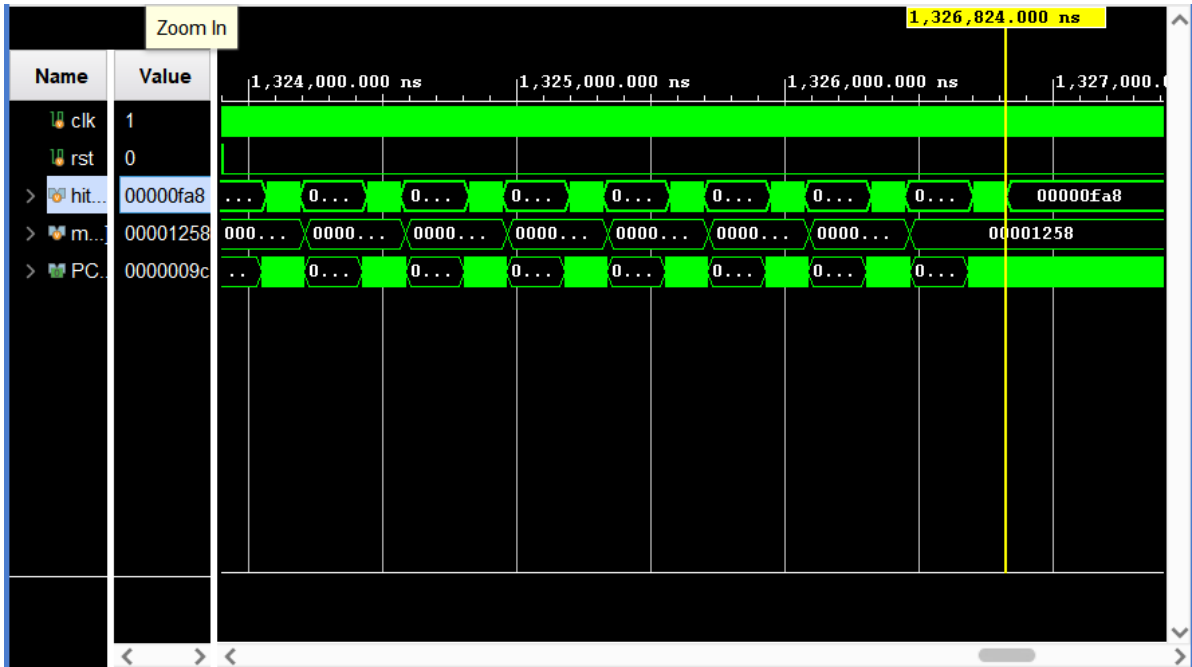 1,326,824.000 ns
Zoom In
Name Value
1,324,000.000 ns 1,325,000.000 ns 1,326,000.000 ns 1,327,000.
clk 1
rst 0
hit... 00000fa8 ... 0... 0... 0... 0... 0... 0... 0... 00000fa8
m...] 00001258 000... 0000... 0000... 0000... 0000... 0000... 0000... 00001258
PC.. 0000009c .. 0... 0... 0... 0... 0... 0... 0...